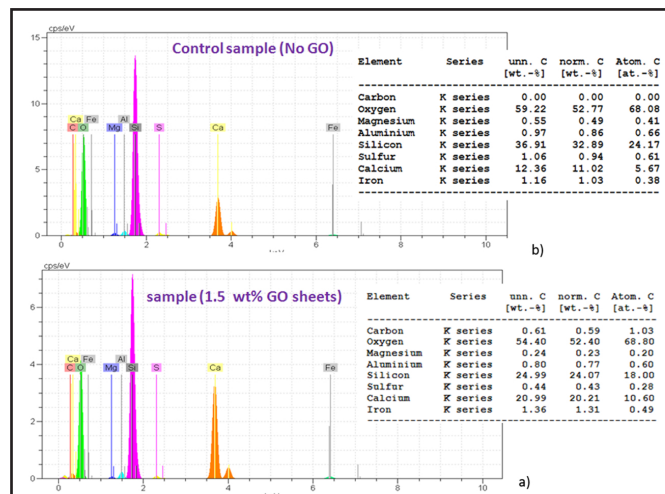 cps/eV
Control sample (No GO)
15
10
5
0
Ca Fe Al
C O Mg Si S Ca Fe
0 2 4 6 8 10
Element Series unn. C norm. C Atom. C
[wt.-%] [wt.-%] [at.-%]
Carbon K series 0.00 0.00 0.00
Oxygen K series 59.22 52.77 68.08
Magnesium K series 0.55 0.49 0.41
Aluminium K series 0.97 0.86 0.66
Silicon K series 36.91 32.89 24.17
Sulfur K series 1.06 0.94 0.61
Calcium K series 12.36 11.02 5.67
Iron K series 1.16 1.03 0.38
b)
cps/eV
sample (1.5 wt% GO sheets)
6
4
2
0
Ca Fe Al
C O Mg Si S Ca Fe
0 2 4 6 8 10
Element Series unn. C norm. C Atom. C
[wt.-%] [wt.-%] [at.-%]
Carbon K series 0.61 0.59 1.03
Oxygen K series 54.40 52.40 68.80
Magnesium K series 0.24 0.23 0.20
Aluminium K series 0.80 0.77 0.60
Silicon K series 24.99 24.07 18.00
Sulfur K series 0.44 0.43 0.28
Calcium K series 20.99 20.21 10.60
Iron K series 1.36 1.31 0.49
a)